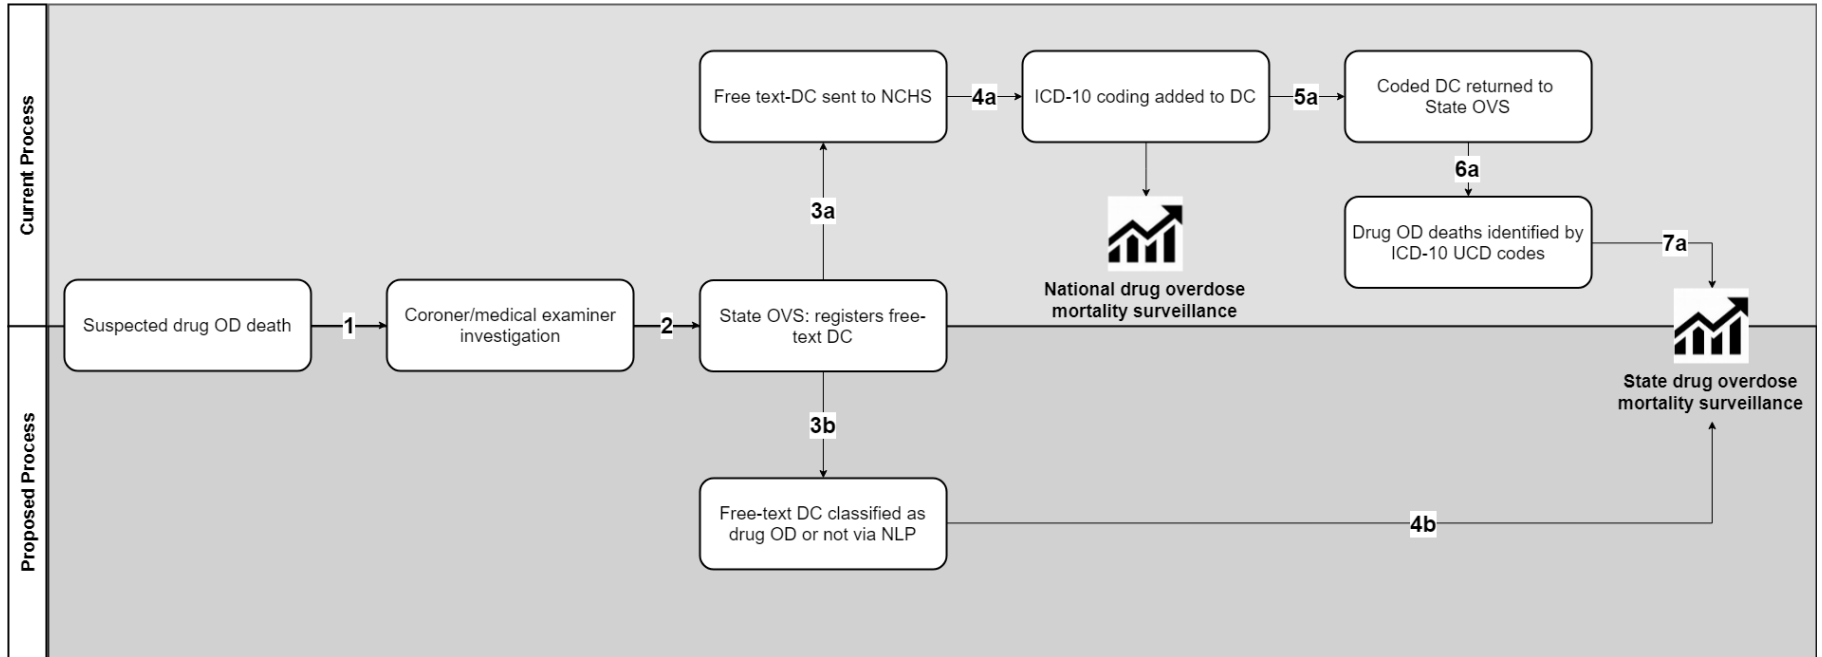 Current Process
Free text-DC sent to NCHS
4a
ICD-10 coding added to DC
5a
Coded DC returned to
State OVS
6a
3a
Drug OD deaths identified by
ICD-10 UCD codes
7a
National drug overdose
mortality surveillance
Suspected drug OD death
1
Coroner/medical examiner
investigation
2
State OVS: registers free-
text DC
State drug overdose
mortality surveillance
Proposed Process
3b
Free-text DC classified as
drug OD or not via NLP
4b